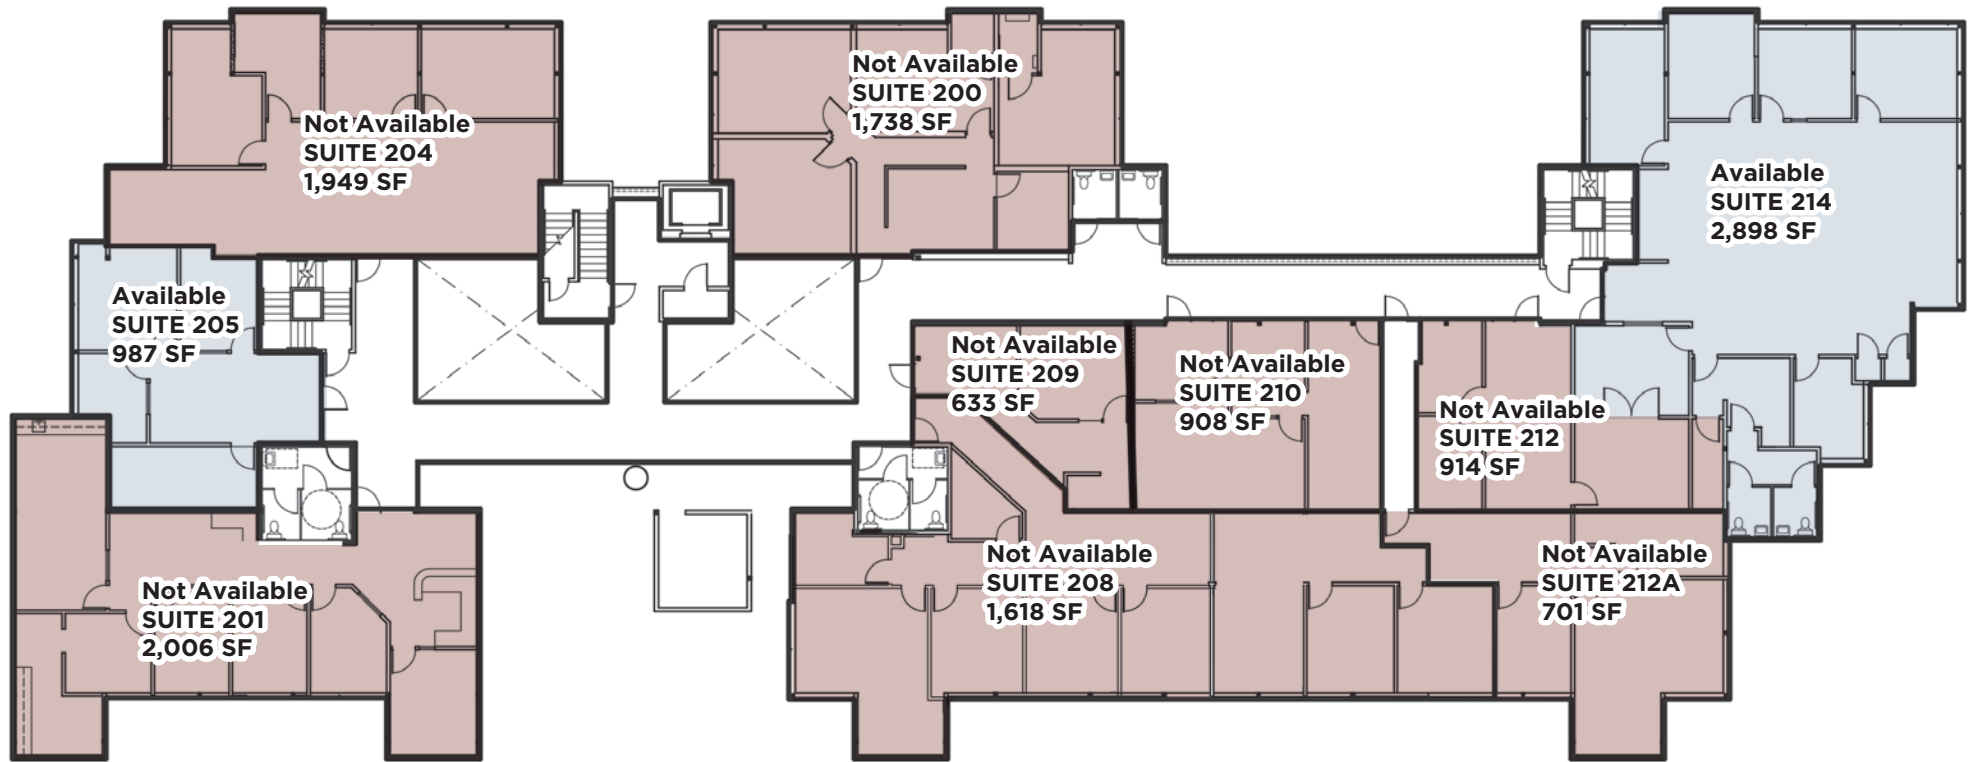 Not Available
SUITE 204
1,949 SF
Not Available
SUITE 200
1,738 SF
Available
SUITE 214
2,898 SF
Available
SUITE 205
987 SF
Not Available
SUITE 209
633 SF
Not Available
SUITE 210
908 SF
Not Available
SUITE 212
914 SF
Not Available
SUITE 201
2,006 SF
Not Available
SUITE 208
1,618 SF
Not Available
SUITE 212A
701 SF